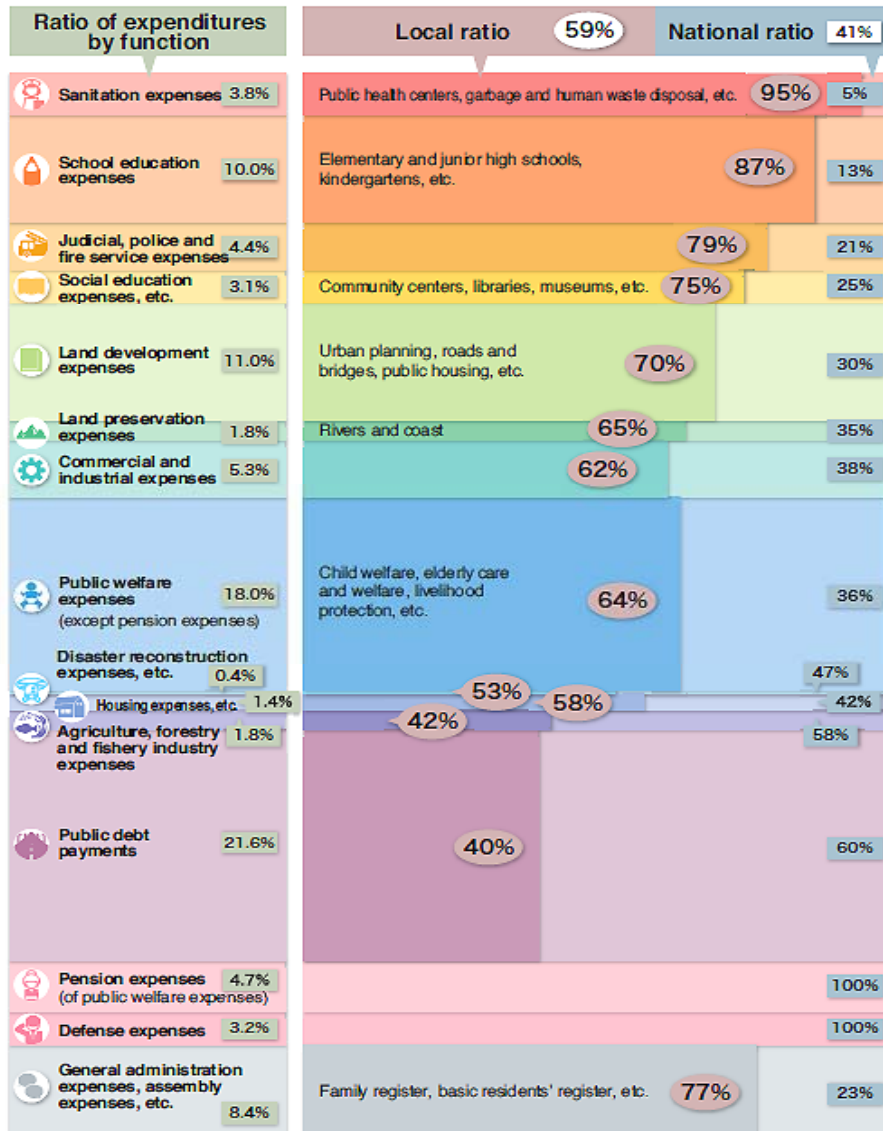 Ratio of expenditures
by function
Local ratio 59% National ratio 41%
Sanitation expenses 3.8% Public health centers, garbage and human waste disposal, etc. 95% 5%
School education
expenses
10.0%
Elementary and junior high schools,
kindergartens, etc.
87% 13%
Judicial, police and
fire service expenses
4.4% 79% 21%
Social education
expenses, etc.
3.1% Community centers, libraries, museums, etc. 75% 25%
Land development
expenses
11.0%
Urban planning, roads and
bridges, public housing, etc.
70% 30%
Land preservation
expenses
1.8% Rivers and coast 65% 35%
Commercial and
industrial expenses
5.3% 62% 38%
Public welfare
expenses
(except pension expenses)
18.0%
Child welfare, elderly care
and welfare, livelihood
protection, etc.
64% 36%
Disaster reconstruction
expenses, etc.
0.4% 53% 47%
Housing expenses, etc. 1.4% 58% 42%
Agriculture, forestry
and fishery industry
expenses
1.8% 42% 58%
Public debt
payments
21.6% 40% 60%
Pension expenses
(of public welfare expenses)
4.7% 100%
Defense expenses 3.2% 100%
General administration
expenses, assembly
expenses, etc.
8.4%
Family register, basic residents' register, etc. 77% 23%